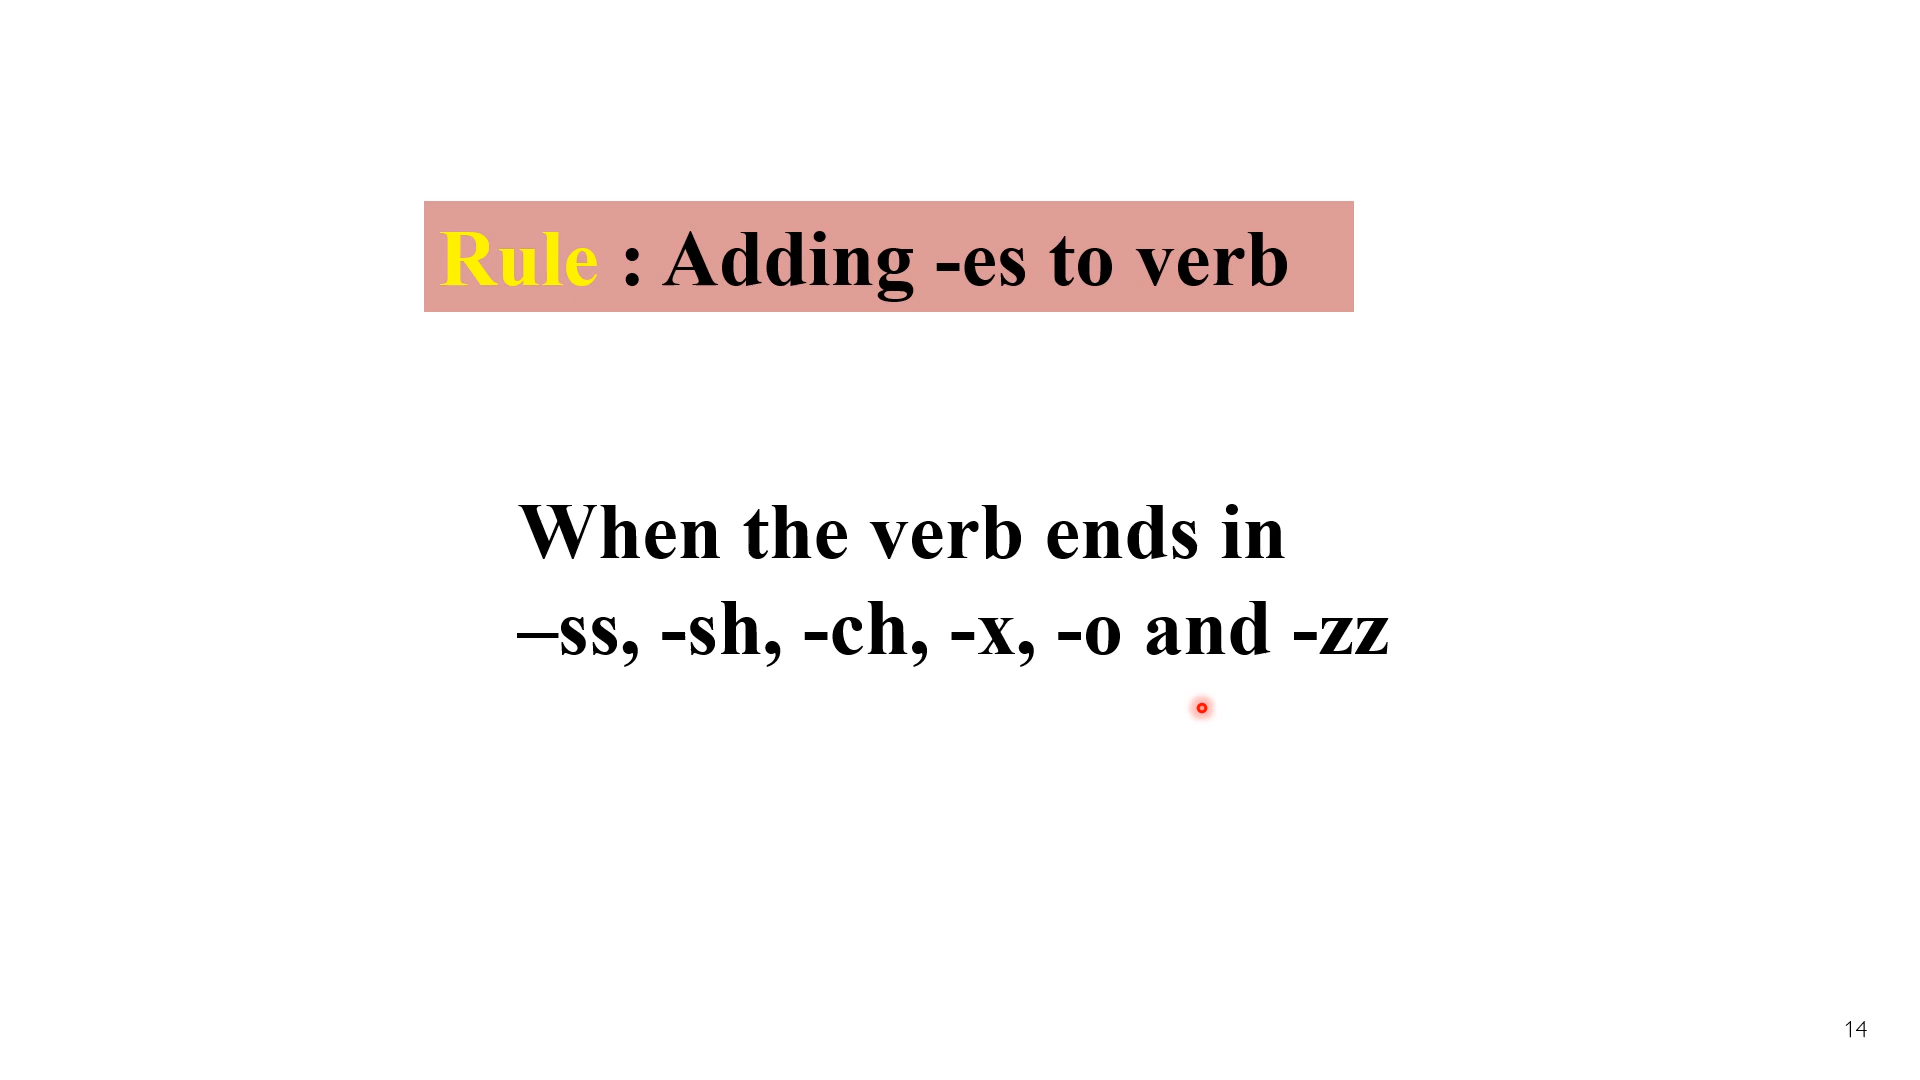 Rule : Adding -es to verb
When the verb ends in
–ss, -sh, -ch, -x, -o and -zz
14